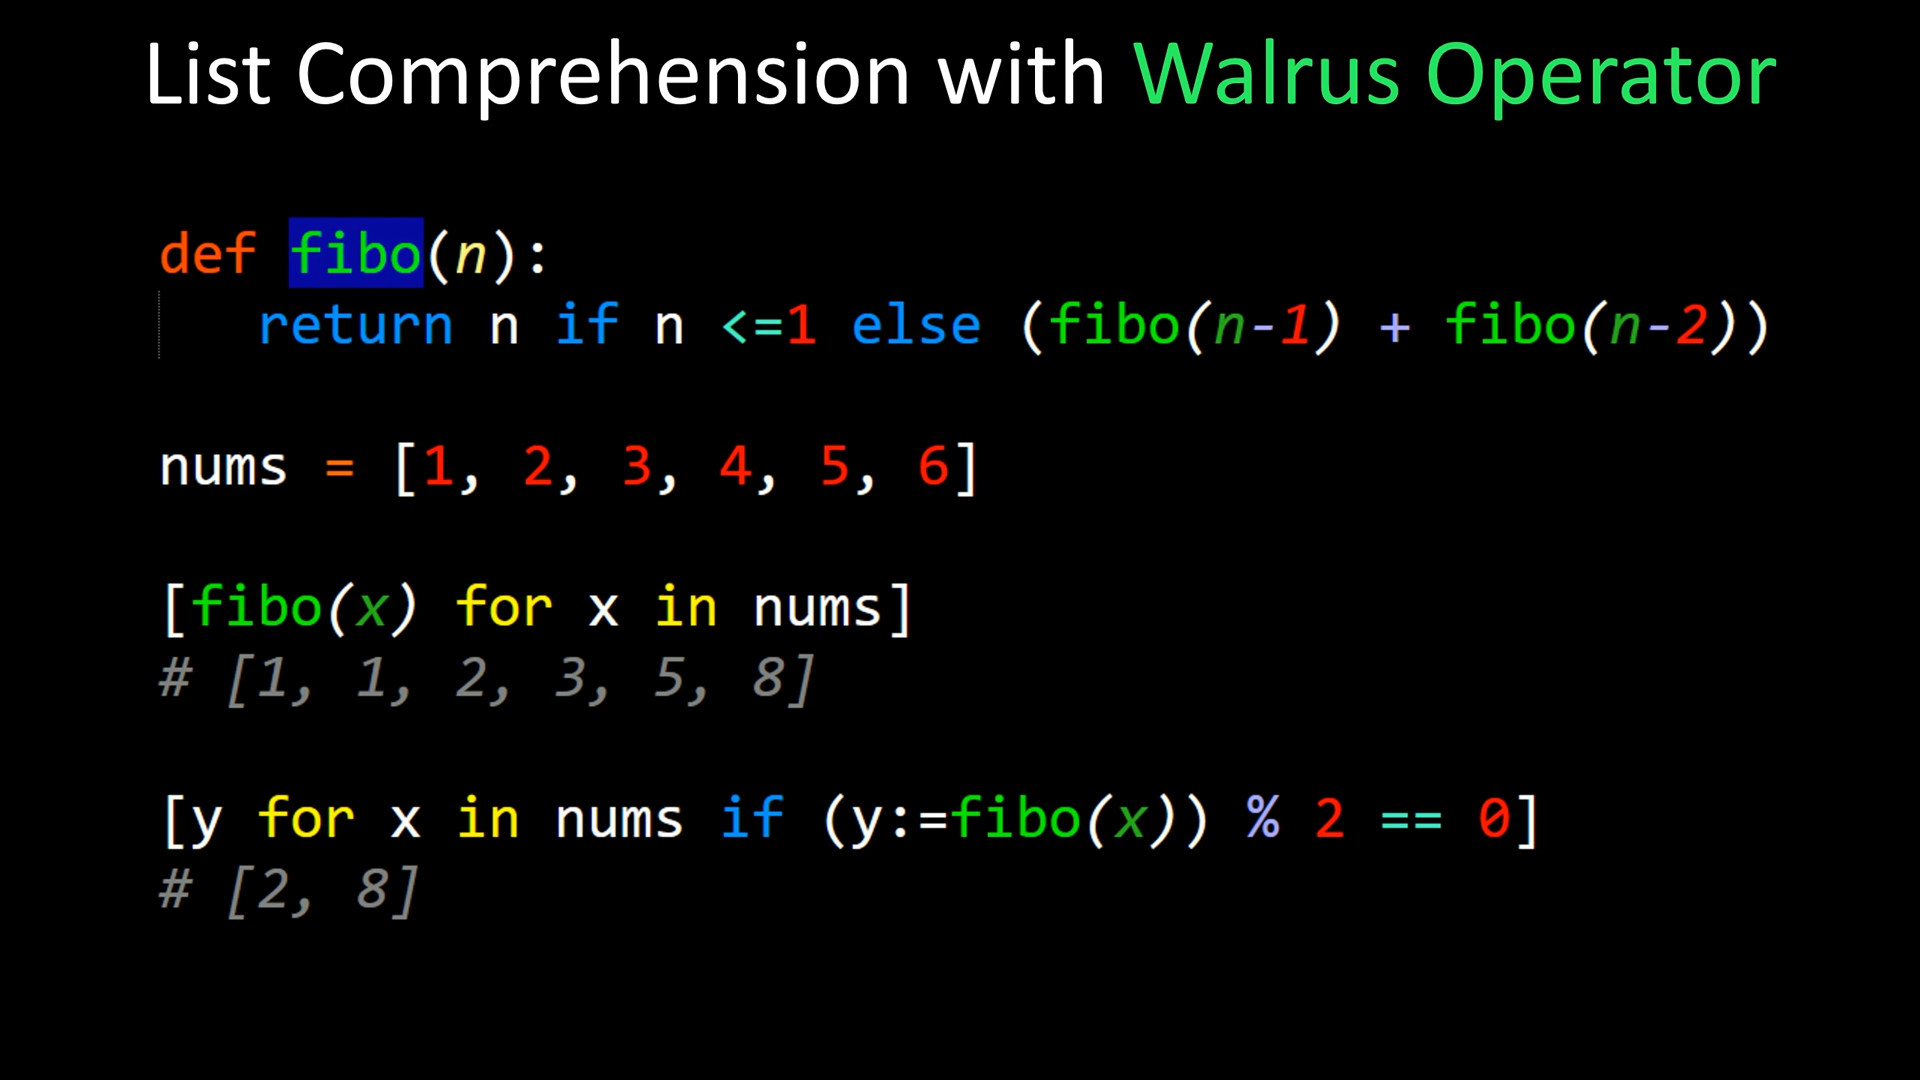 List Comprehension with Walrus Operator
def fibo(n):
return n if n <=1 else (fibo(n-1) + fibo(n-2))
nums = [1, 2, 3, 4, 5, 6]
[fibo(x) for x in nums]
# [1, 1, 2, 3, 5, 8]
[y for x in nums if (y:=fibo(x)) % 2 == 0]
# [2, 8]